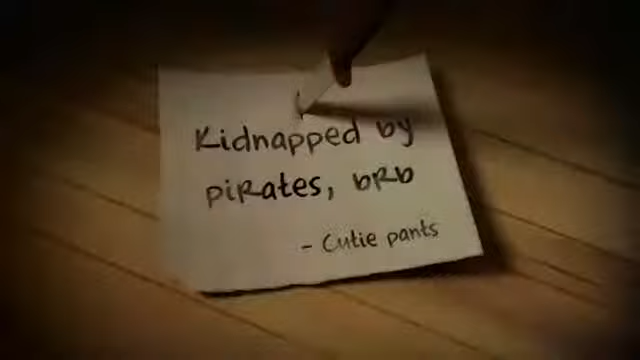 Kidnapped by
piRates, bRb
- Cutie pants